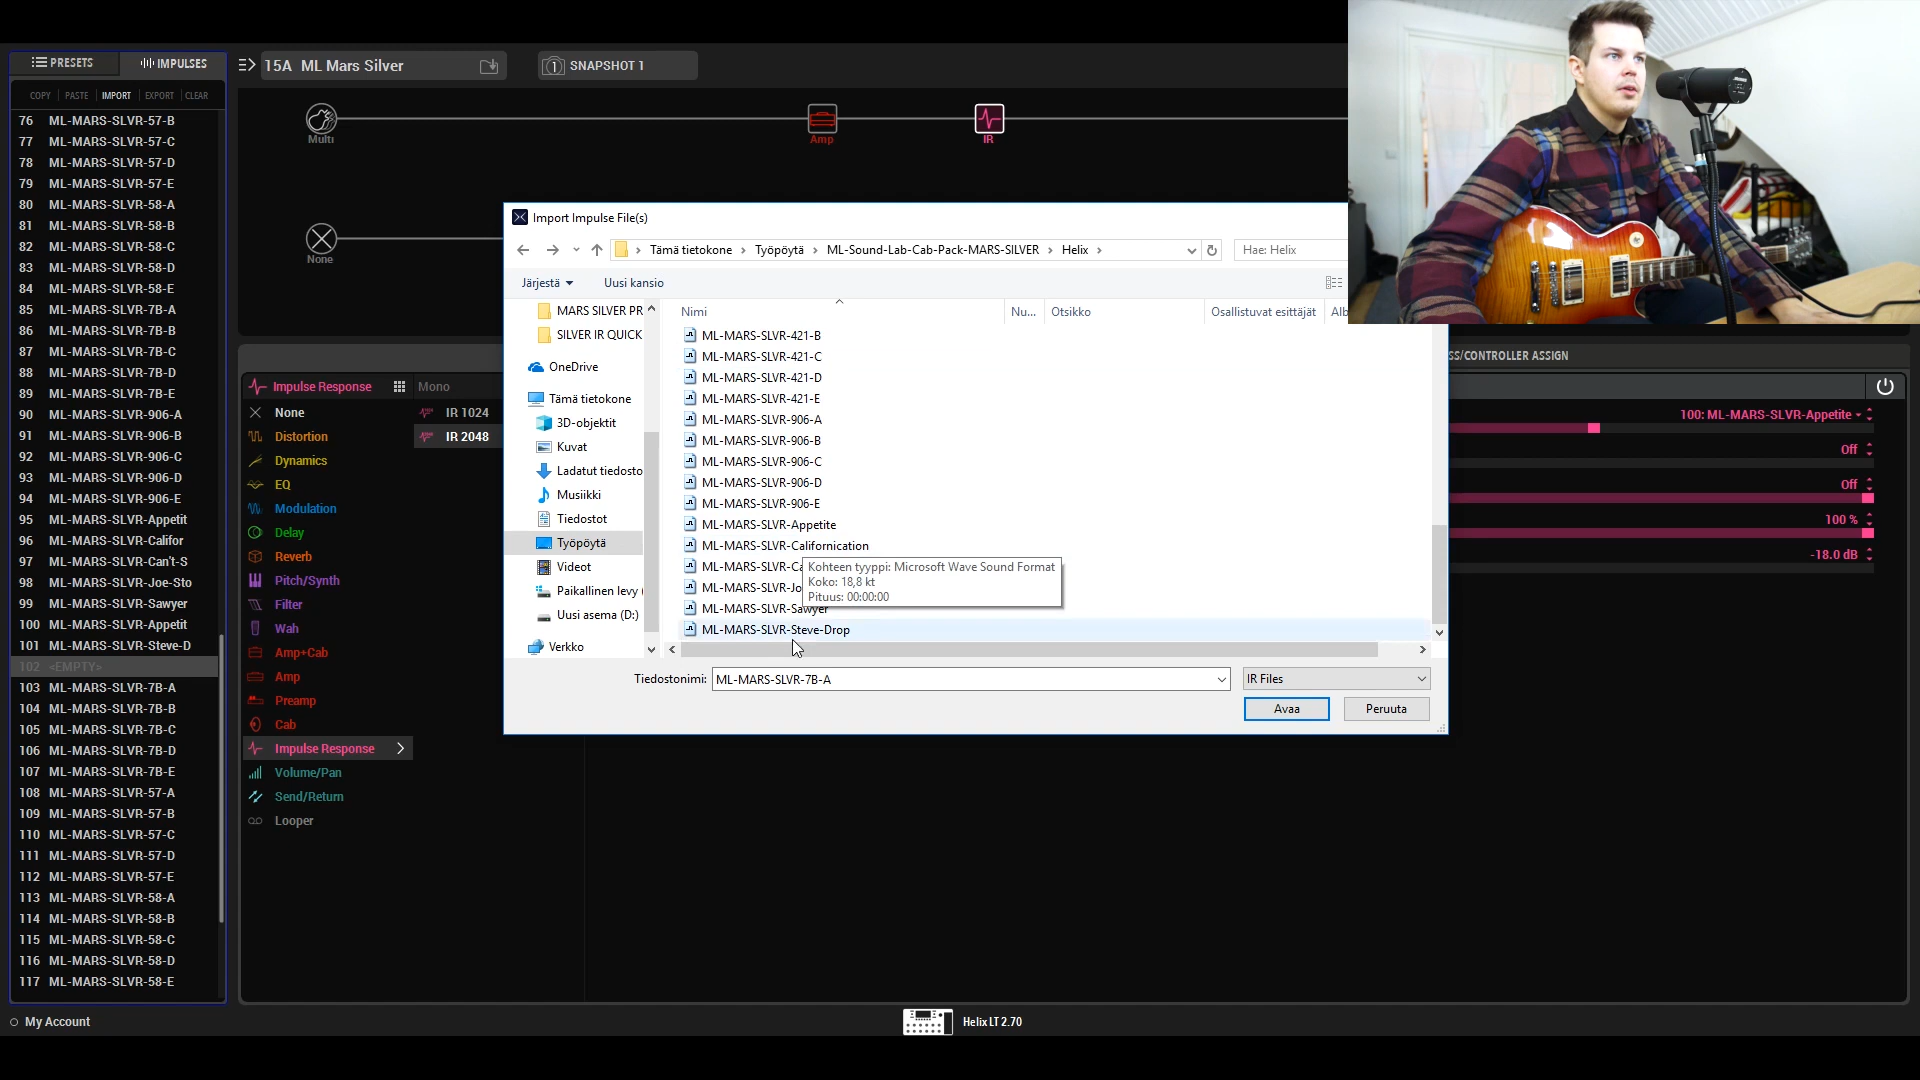 PRESETS
IMPULSES
COPY
PASTE
IMPORT
EXPORT
CLEAR
15A ML Mars Silver
1
SNAPSHOT 1
Multi
Amp
IR
None
76 ML-MARS-SLVR-57-B
77 ML-MARS-SLVR-57-C
78 ML-MARS-SLVR-57-D
79 ML-MARS-SLVR-57-E
80 ML-MARS-SLVR-58-A
81 ML-MARS-SLVR-58-B
82 ML-MARS-SLVR-58-C
83 ML-MARS-SLVR-58-D
84 ML-MARS-SLVR-58-E
85 ML-MARS-SLVR-7B-A
86 ML-MARS-SLVR-7B-B
87 ML-MARS-SLVR-7B-C
88 ML-MARS-SLVR-7B-D
89 ML-MARS-SLVR-7B-E
90 ML-MARS-SLVR-906-A
91 ML-MARS-SLVR-906-B
92 ML-MARS-SLVR-906-C
93 ML-MARS-SLVR-906-D
94 ML-MARS-SLVR-906-E
95 ML-MARS-SLVR-Appetit
96 ML-MARS-SLVR-Califor
97 ML-MARS-SLVR-Can't-S
98 ML-MARS-SLVR-Joe-Sto
99 ML-MARS-SLVR-Sawyer
100 ML-MARS-SLVR-Appetit
101 ML-MARS-SLVR-Steve-D
102 <EMPTY>
103 ML-MARS-SLVR-7B-A
104 ML-MARS-SLVR-7B-B
105 ML-MARS-SLVR-7B-C
106 ML-MARS-SLVR-7B-D
107 ML-MARS-SLVR-7B-E
108 ML-MARS-SLVR-57-A
109 ML-MARS-SLVR-57-B
110 ML-MARS-SLVR-57-C
111 ML-MARS-SLVR-57-D
112 ML-MARS-SLVR-57-E
113 ML-MARS-SLVR-58-A
114 ML-MARS-SLVR-58-B
115 ML-MARS-SLVR-58-C
116 ML-MARS-SLVR-58-D
117 ML-MARS-SLVR-58-E
Impulse Response
Mono
None
Distortion
Dynamics
EQ
Modulation
Delay
Reverb
Pitch/Synth
Filter
Wah
Amp+Cab
Amp
Preamp
Cab
Impulse Response
Volume/Pan
Send/Return
Looper
IR 1024
IR 2048
Import Impulse File(s)
Tämä tietokone
Työpöytä
ML-Sound-Lab-Cab-Pack-MARS-SILVER
Helix
Hae: Helix
Järjestä
Uusi kansio
MARS SILVER PR
SILVER IR QUICK
OneDrive
Tämä tietokone
3D-objektit
Kuvat
Ladatut tiedosto
Musiikki
Tiedostot
Työpöytä
Videot
Paikallinen levy (
Uusi asema (D:)
Verkko
Nimi
Nu...
Otsikko
Osallistuvat esittäjät
Alb
ML-MARS-SLVR-421-B
ML-MARS-SLVR-421-C
ML-MARS-SLVR-421-D
ML-MARS-SLVR-421-E
ML-MARS-SLVR-906-A
ML-MARS-SLVR-906-B
ML-MARS-SLVR-906-C
ML-MARS-SLVR-906-D
ML-MARS-SLVR-906-E
ML-MARS-SLVR-Appetite
ML-MARS-SLVR-Californication
ML-MARS-SLVR-Ca
ML-MARS-SLVR-Jo
ML-MARS-SLVR-Sawyer
ML-MARS-SLVR-Steve-Drop
Kohteen tyyppi: Microsoft Wave Sound Format
Koko: 18,8 kt
Pituus: 00:00:00
Tiedostonimi:
ML-MARS-SLVR-7B-A
IR Files
Avaa
Peruuta
SS/CONTROLLER ASSIGN
100: ML-MARS-SLVR-Appetite
Off
Off
100 %
-18.0 dB
My Account
Helix LT 2.70